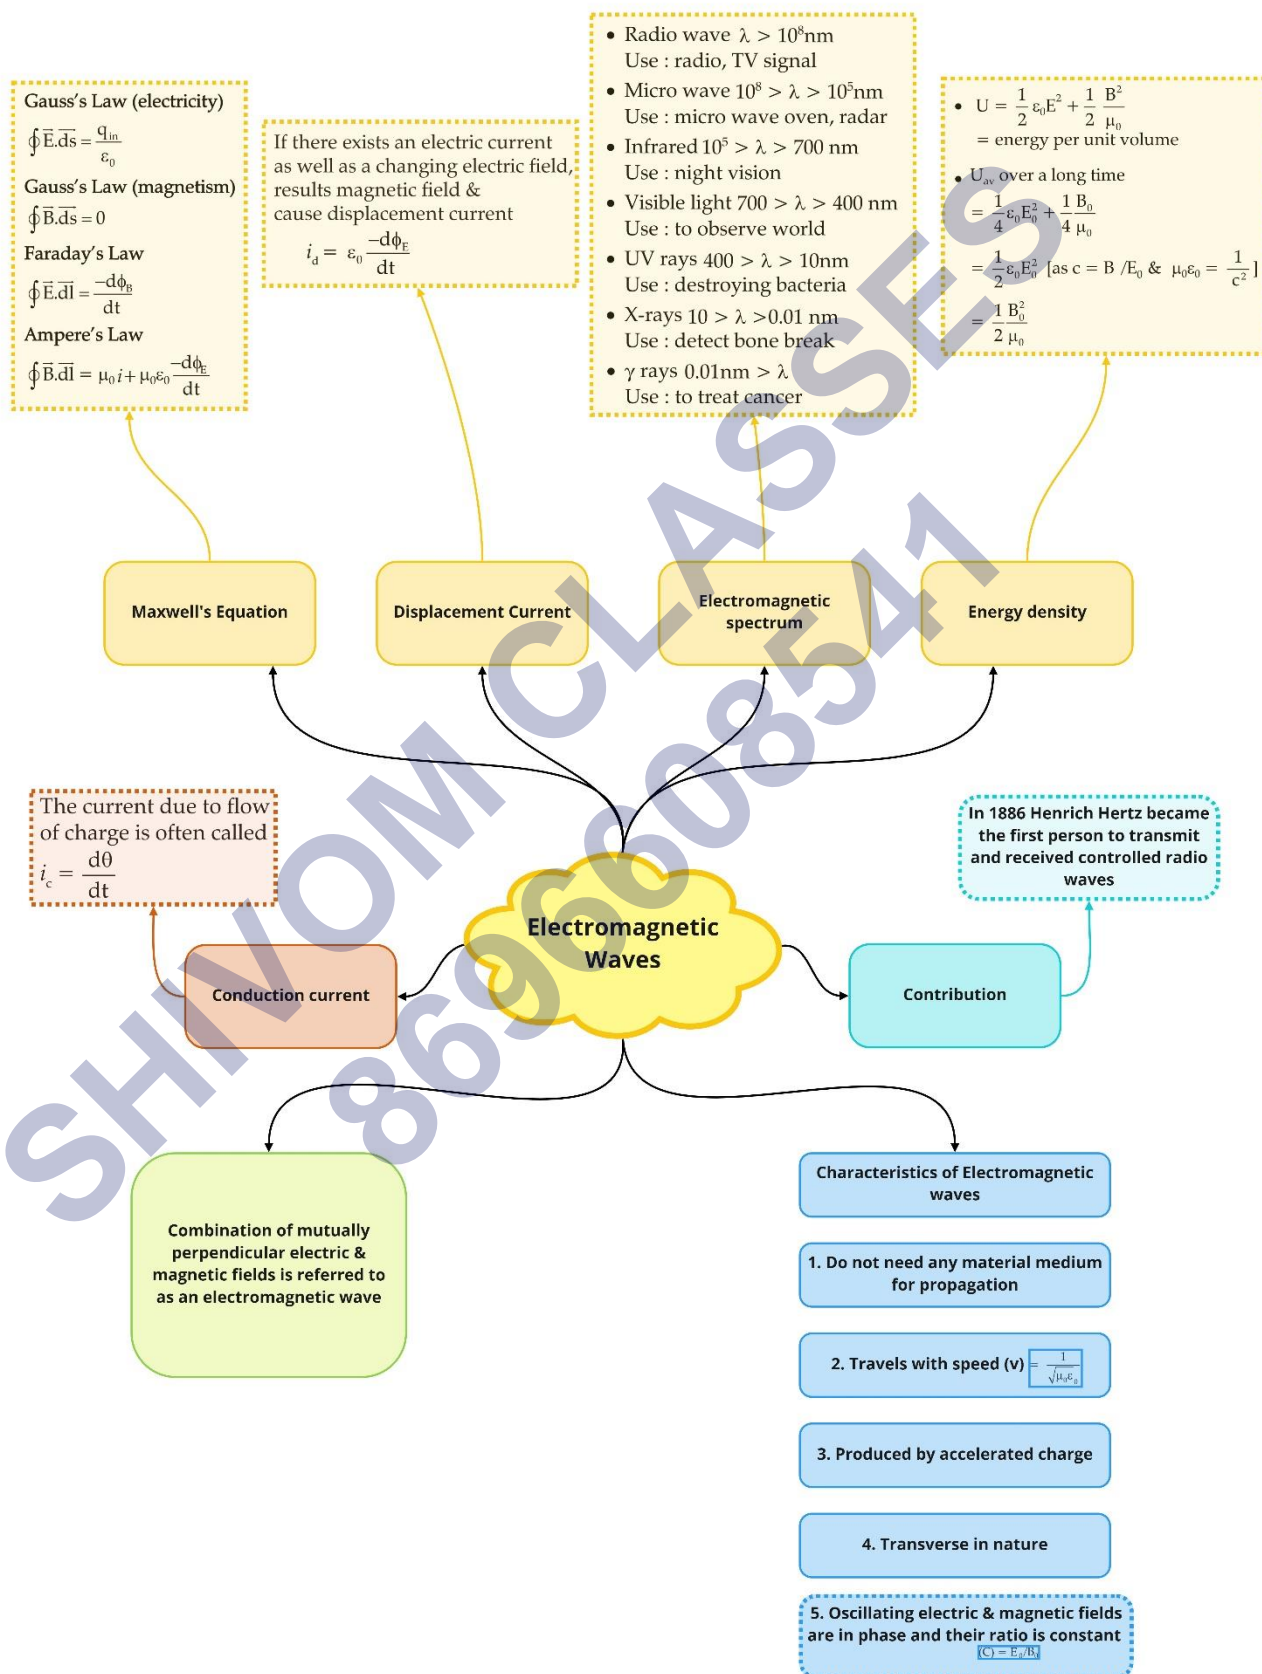 Gauss's Law (electricity)
∮E⃗.ds⃗ = q_in/ε₀
Gauss's Law (magnetism)
∮B⃗.ds⃗ = 0
Faraday's Law
∮E⃗.dl⃗ = -dϕ_B/dt
Ampere's Law
∮B⃗.dl⃗ = μ₀i + μ₀ε₀ -dϕ_E/dt
If there exists an electric current
as well as a changing electric field,
results magnetic field &
cause displacement current
i_d = ε₀ -dϕ_E/dt
• Radio wave λ > 10⁸nm
Use : radio, TV signal
• Micro wave 10⁸ > λ > 10⁵nm
Use : micro wave oven, radar
• Infrared 10⁵ > λ > 700 nm
Use : night vision
• Visible light 700 > λ > 400 nm
Use : to observe world
• UV rays 400 > λ > 10nm
Use : destroying bacteria
• X-rays 10 > λ >0.01 nm
Use : detect bone break
• γ rays 0.01nm > λ
Use : to treat cancer
• U = 1/2 ε₀E² + 1/2 B²/μ₀
= energy per unit volume
• U_av over a long time
= 1/4 ε₀E₀² + 1/4 B₀/μ₀
= 1/2 ε₀E₀² [as c = B /E₀ & μ₀ε₀ = 1/c² ]
= 1/2 B₀²/μ₀
Maxwell's Equation
Displacement Current
Electromagnetic
spectrum
Energy density
The current due to flow
of charge is often called
i_c = dθ/dt
In 1886 Henrich Hertz became
the first person to transmit
and received controlled radio
waves
Electromagnetic
Waves
Conduction current
Contribution
Combination of mutually
perpendicular electric &
magnetic fields is referred to
as an electromagnetic wave
Characteristics of Electromagnetic
waves
1. Do not need any material medium
for propagation
2. Travels with speed (v) = 1/√μ₀ε₀
3. Produced by accelerated charge
4. Transverse in nature
5. Oscillating electric & magnetic fields
are in phase and their ratio is constant
(C) = E₀/B₀
SHIVOM CLASSES
8696608541